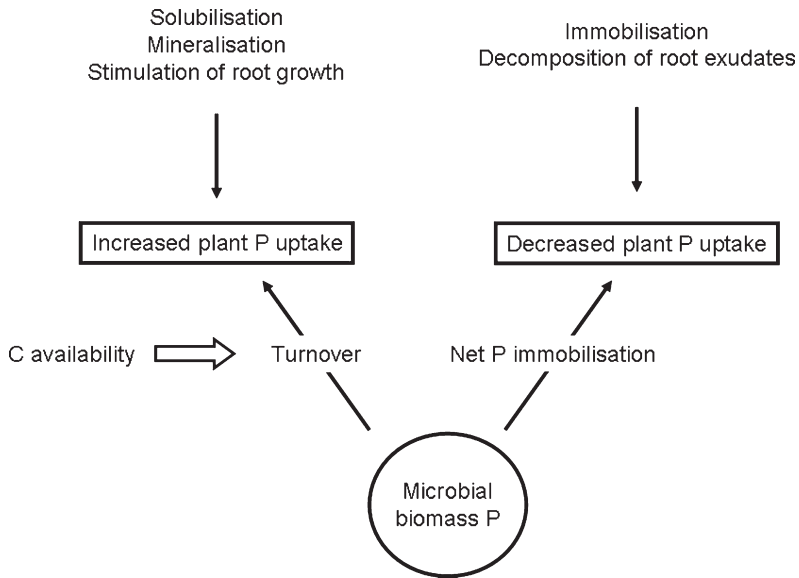 Solubilisation
Mineralisation
Stimulation of root growth
Immobilisation
Decomposition of root exudates
Increased plant P uptake
Decreased plant P uptake
C availability
Turnover
Net P immobilisation
Microbial
biomass P